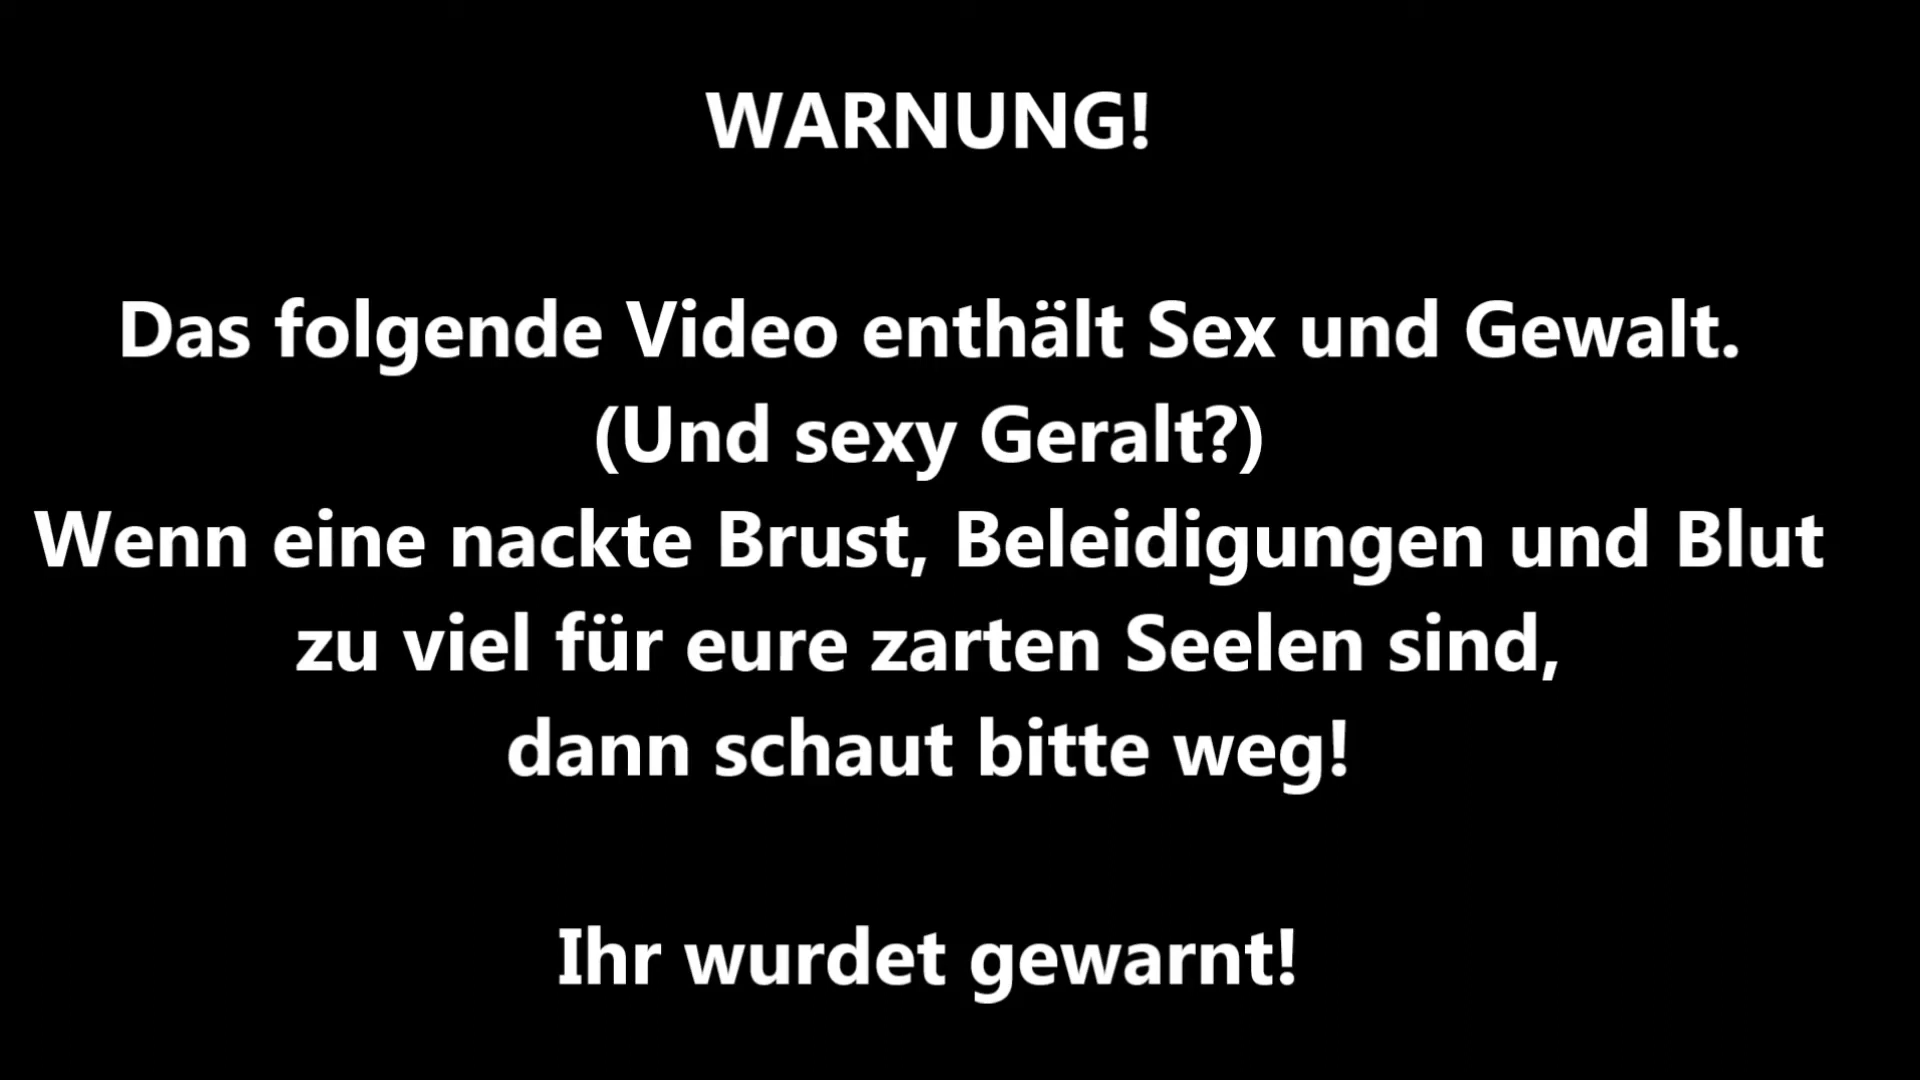 WARNUNG!
Das folgende Video enthält Sex und Gewalt.
(Und sexy Geralt?)
Wenn eine nackte Brust, Beleidigungen und Blut
zu viel für eure zarten Seelen sind,
dann schaut bitte weg!
Ihr wurdet gewarnt!